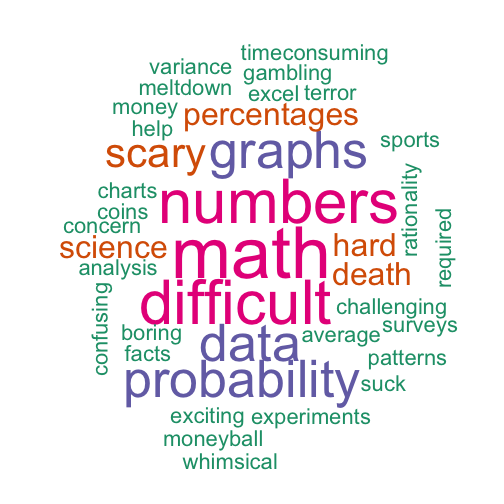 timeconsuming
variance
gambling
meltdown
excel
terror
money
percentages
help
sports
scary
graphs
charts
rationality
numbers
coins
required
concern
science
math
hard
analysis
death
confusing
difficult
challenging
surveys
boring
data
average
facts
patterns
probability
suck
exciting
experiments
moneyball
whimsical